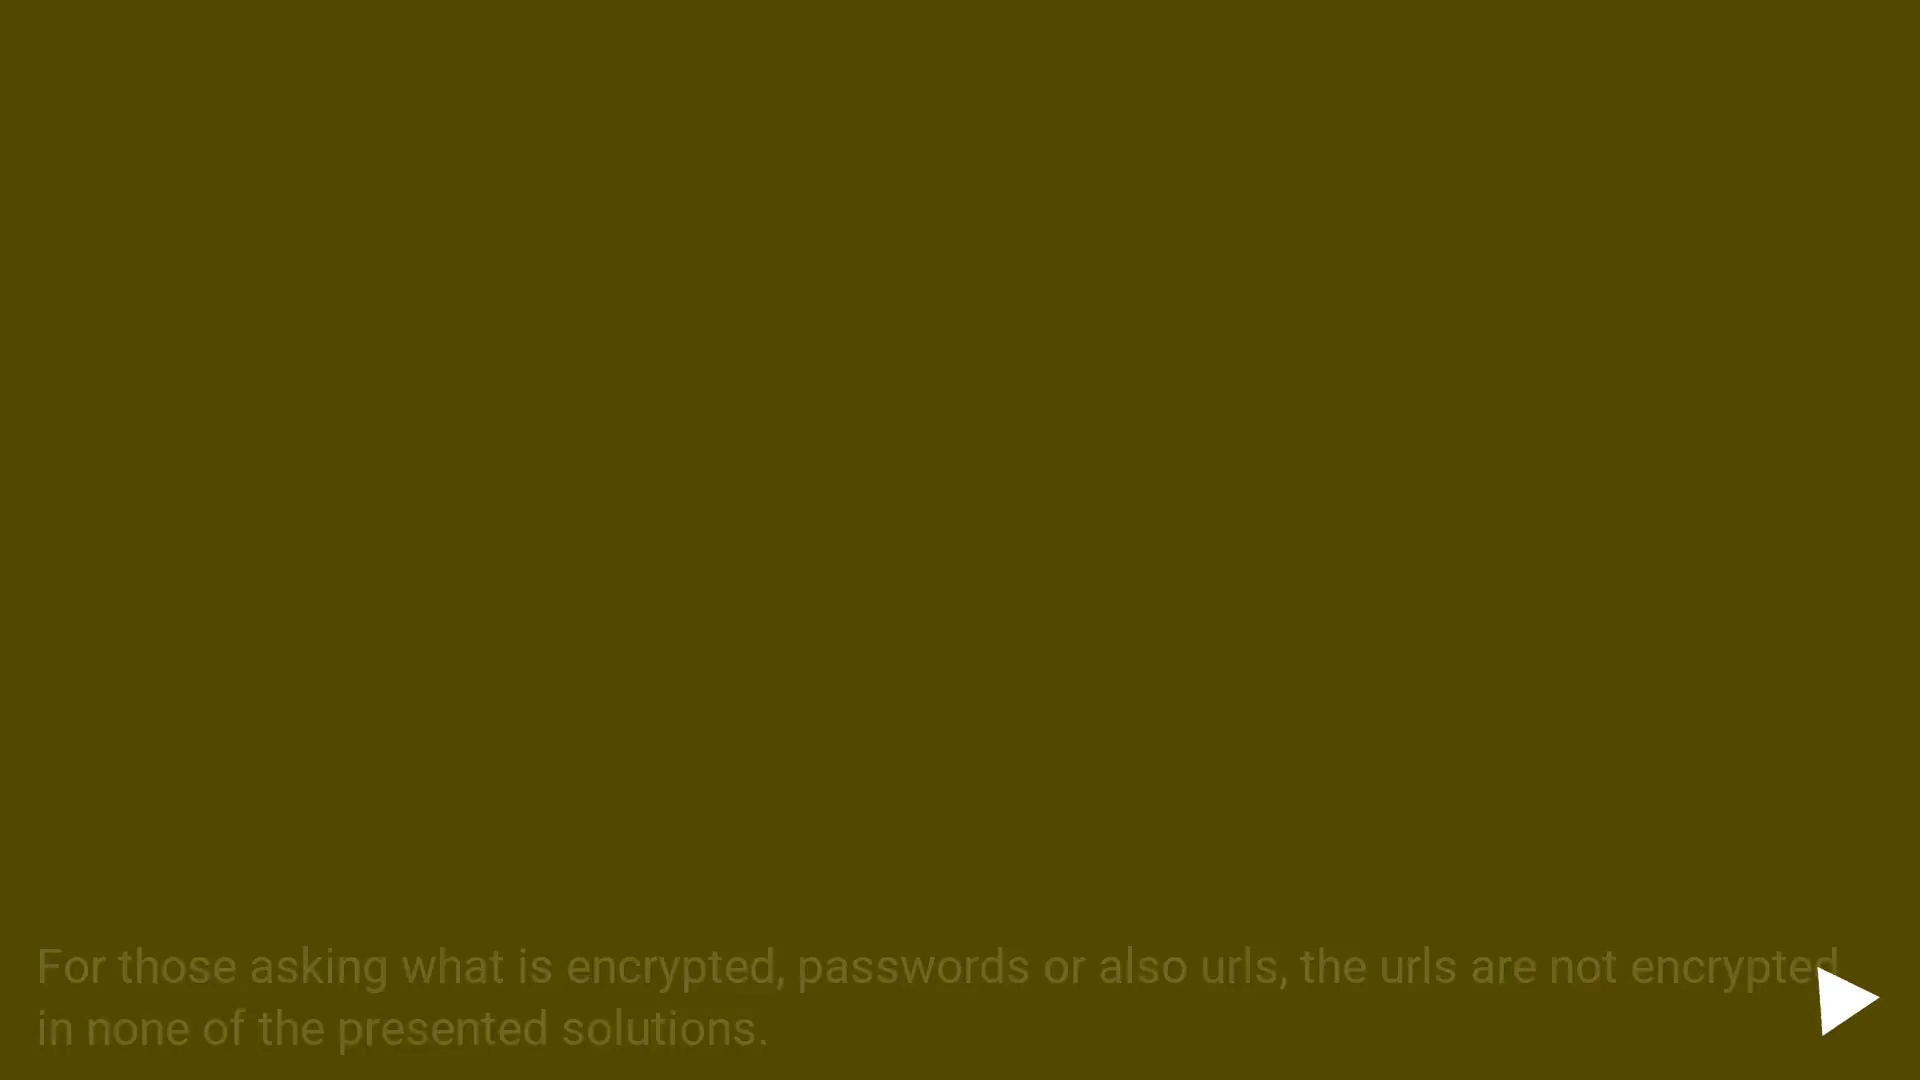 For those asking what is encrypted, passwords or also urls, the urls are not encrypted
in none of the presented solutions.